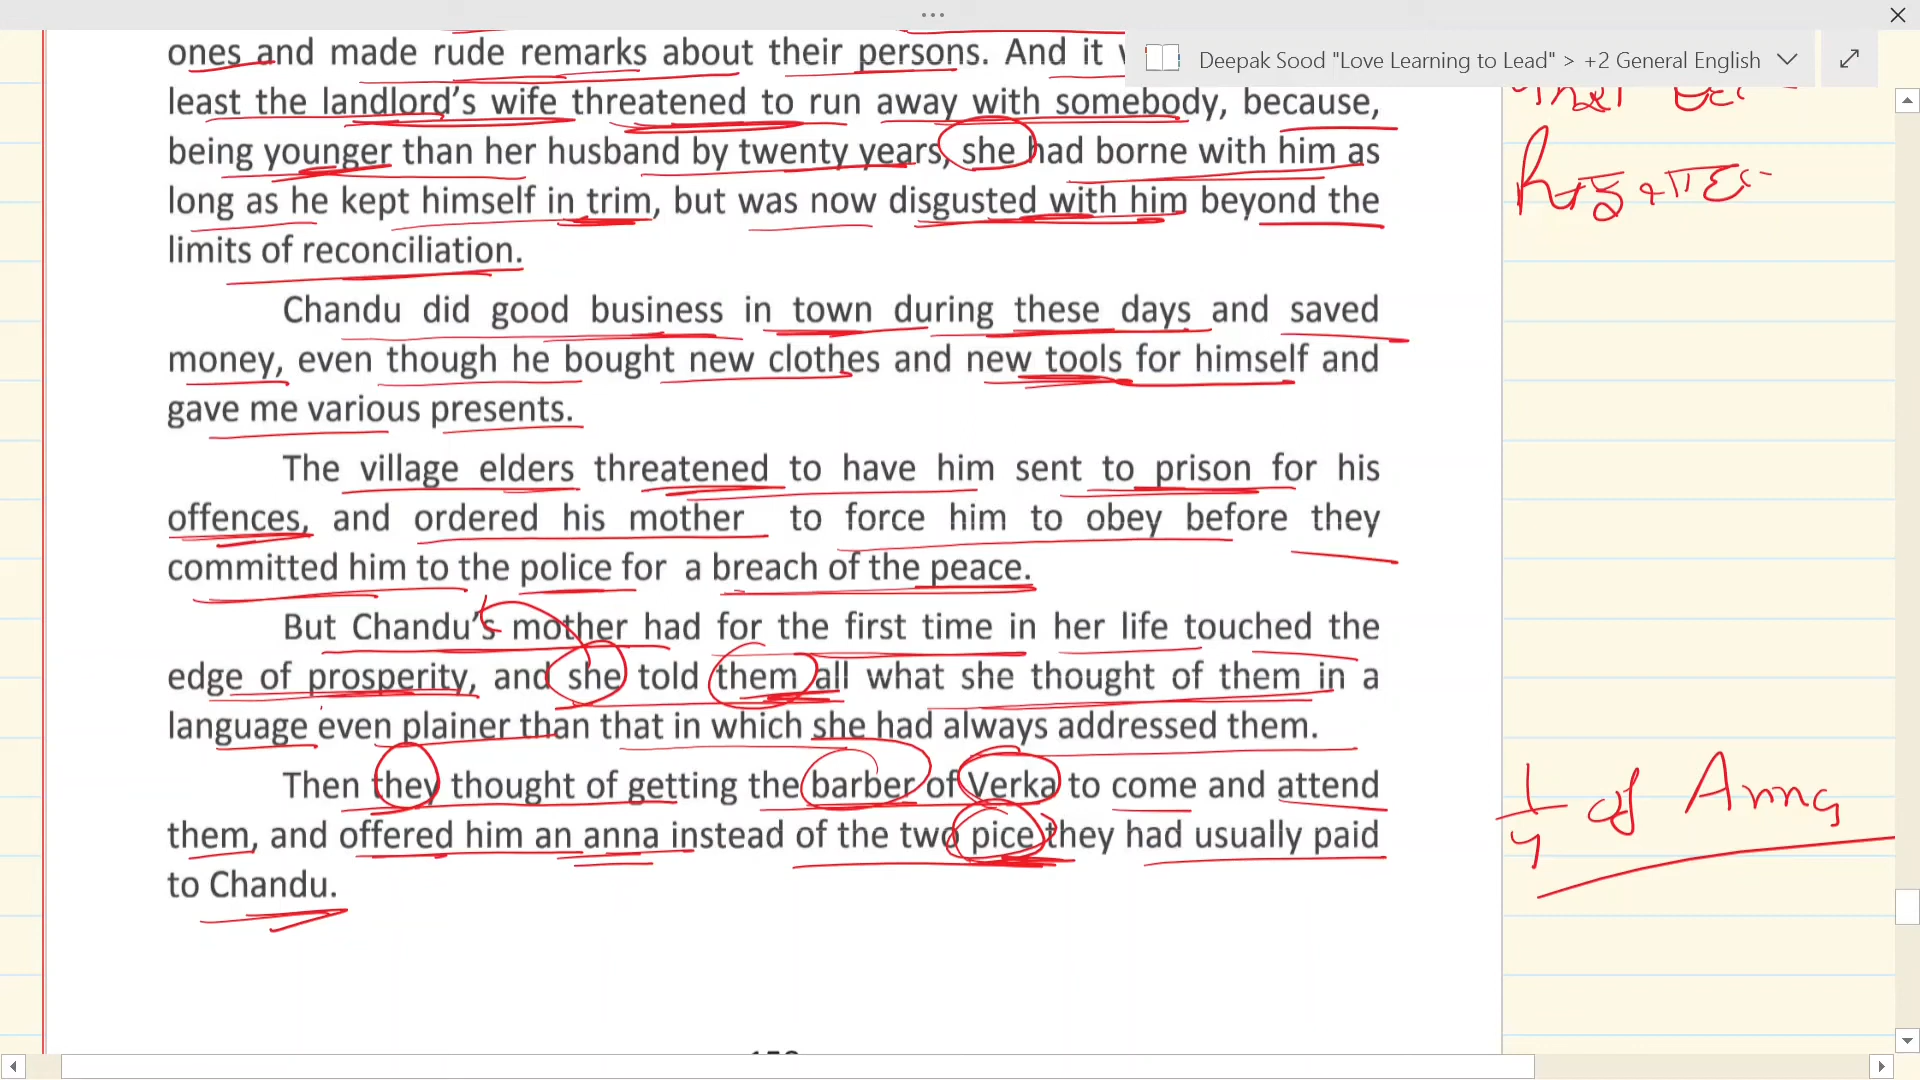 Deepak Sood "Love Learning to Lead" > +2 General English
ones and made rude remarks about their persons. And it
least the landlord's wife threatened to run away with somebody, because,
being younger than her husband by twenty years, she had borne with him as
long as he kept himself in trim, but was now disgusted with him beyond the
limits of reconciliation.
Chandu did good business in town during these days and saved
money, even though he bought new clothes and new tools for himself and
gave me various presents.
The village elders threatened to have him sent to prison for his
offences, and ordered his mother to force him to obey before they
committed him to the police for a breach of the peace.
But Chandu's mother had for the first time in her life touched the
edge of prosperity, and she told them all what she thought of them in a
language even plainer than that in which she had always addressed them.
Then they thought of getting the barber of Verka to come and attend
them, and offered him an anna instead of the two pice they had usually paid
to Chandu.
1/4 of Anna